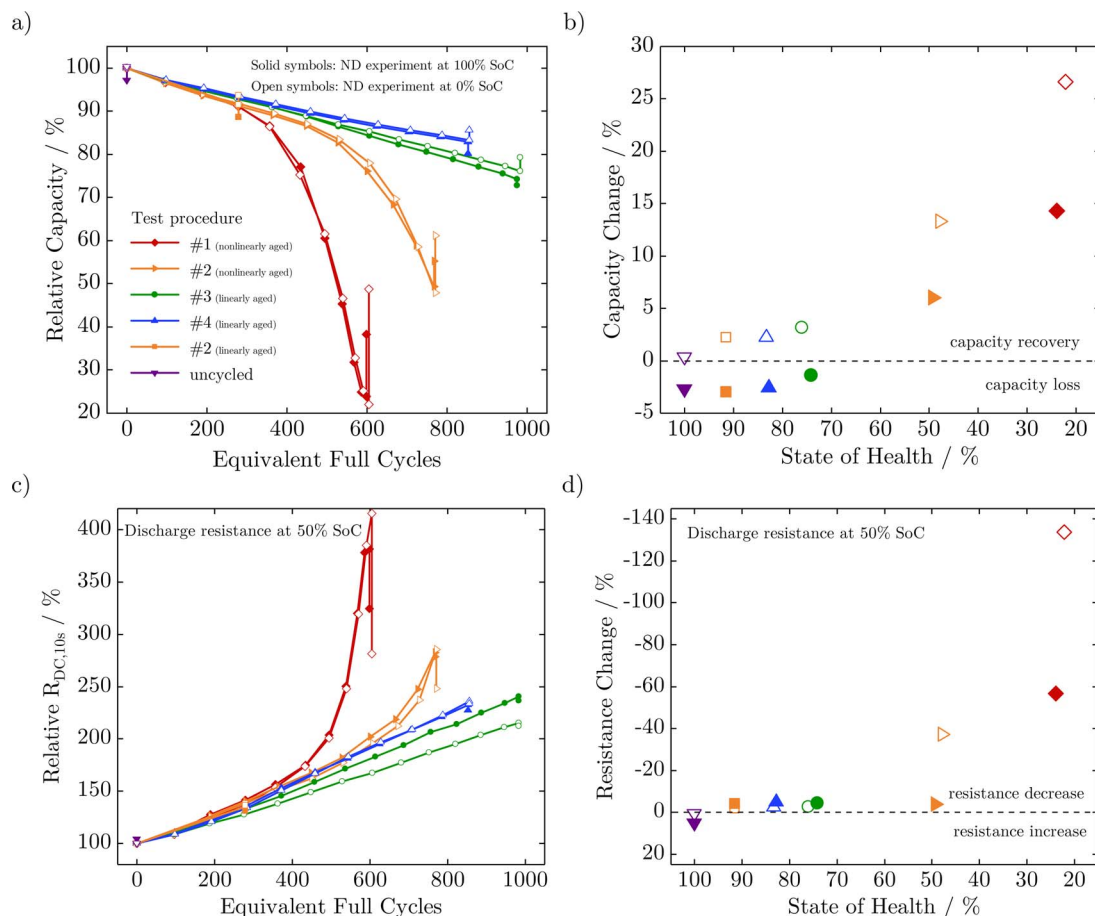 a)
Solid symbols: ND experiment at 100% SoC
Open symbols: ND experiment at 0% SoC
Relative Capacity / %
100
90
80
70
60
50
40
30
20
Test procedure
#1 (nonlinearly aged)
#2 (nonlinearly aged)
#3 (linearly aged)
#4 (linearly aged)
#2 (linearly aged)
uncycled
0 200 400 600 800 1000
Equivalent Full Cycles
b)
Capacity Change / %
30
25
20
15
10
5
0
-5
capacity recovery
capacity loss
100 90 80 70 60 50 40 30 20
State of Health / %
c)
Discharge resistance at 50% SoC
Relative R_DC,10s / %
400
350
300
250
200
150
100
0 200 400 600 800 1000
Equivalent Full Cycles
d)
Discharge resistance at 50% SoC
Resistance Change / %
-140
-120
-100
-80
-60
-40
-20
0
20
resistance decrease
resistance increase
100 90 80 70 60 50 40 30 20
State of Health / %